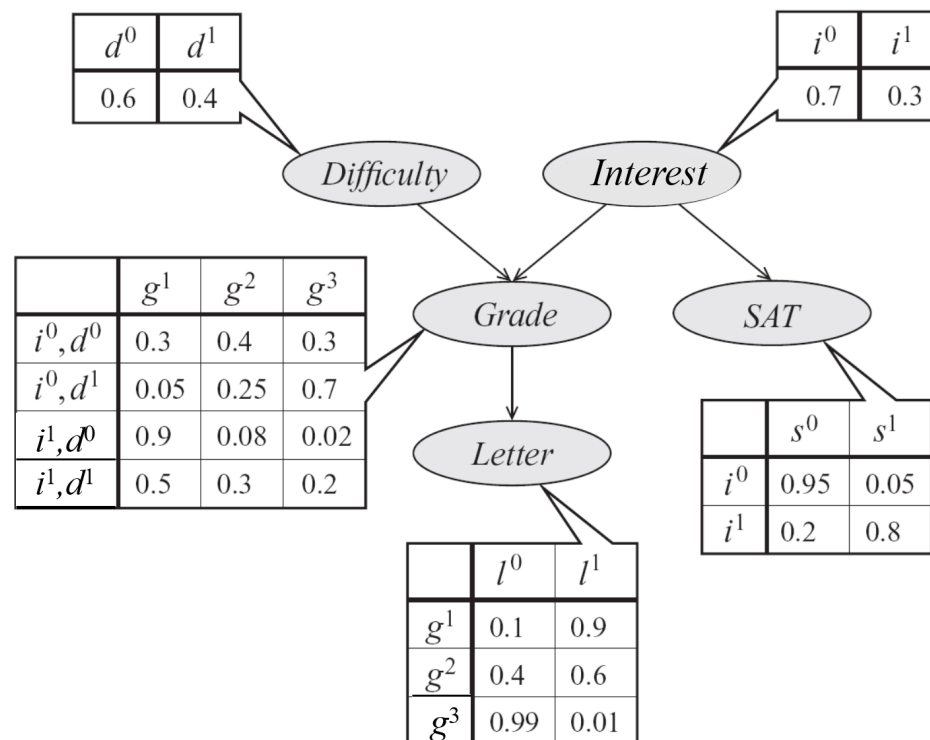 d⁰ d¹
0.6 0.4
i⁰ i¹
0.7 0.3
Difficulty
Interest
g¹ g² g³
i⁰,d⁰ 0.3 0.4 0.3
i⁰,d¹ 0.05 0.25 0.7
i¹,d⁰ 0.9 0.08 0.02
i¹,d¹ 0.5 0.3 0.2
Grade
SAT
Letter
s⁰ s¹
i⁰ 0.95 0.05
i¹ 0.2 0.8
l⁰ l¹
g¹ 0.1 0.9
g² 0.4 0.6
g³ 0.99 0.01